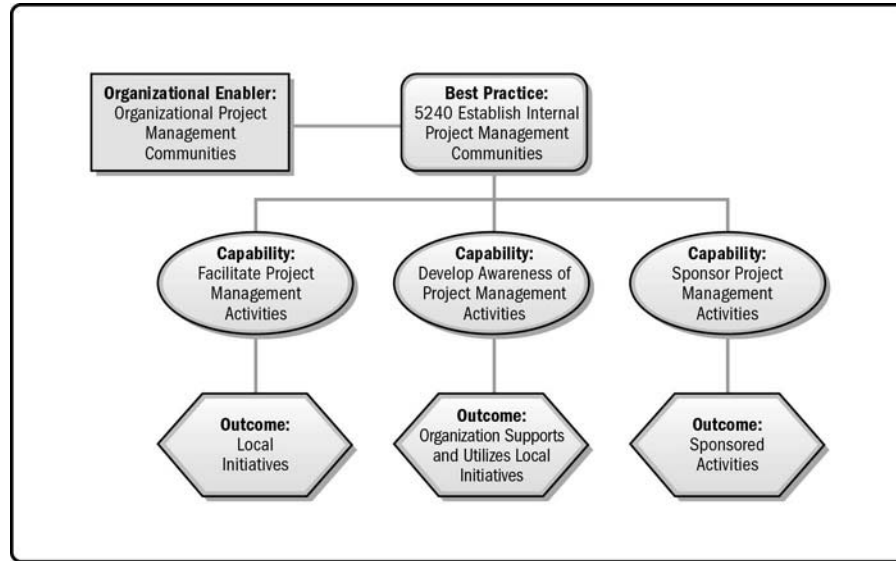 Organizational Enabler:
Organizational Project
Management
Communities
Best Practice:
5240 Establish Internal
Project Management
Communities
Capability:
Facilitate Project
Management
Activities
Capability:
Develop Awareness of
Project Management
Activities
Capability:
Sponsor Project
Management
Activities
Outcome:
Local
Initiatives
Outcome:
Organization Supports
and Utilizes Local
Initiatives
Outcome:
Sponsored
Activities